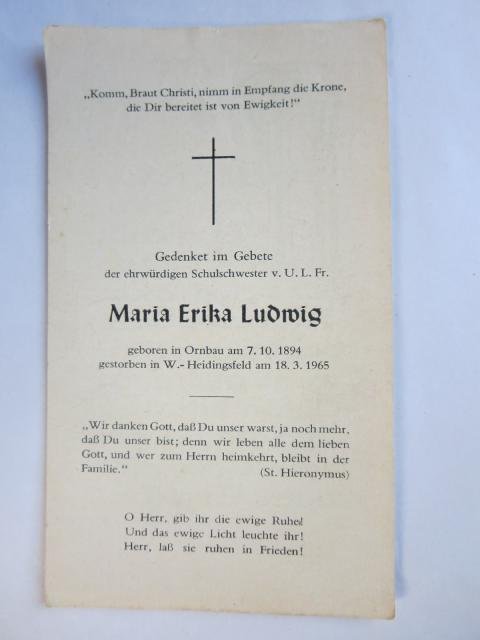 „Komm, Braut Christi, nimm in Empfang die Krone,
die Dir bereitet ist von Ewigkeit!"
Gedenket im Gebete
der ehrwürdigen Schulschwester v. U. L. Fr.
Maria Erika Ludwig
geboren in Ornbau am 7. 10. 1894
gestorben in W.- Heidingsfeld am 18. 3. 1965
„Wir danken Gott, daß Du unser warst, ja noch mehr,
daß Du unser bist; denn wir leben alle dem lieben
Gott, und wer zum Herrn heimkehrt, bleibt in der
Familie." (St. Hieronymus)
O Herr, gib ihr die ewige Ruhe!
Und das ewige Licht leuchte ihr!
Herr, laß sie ruhen in Frieden!